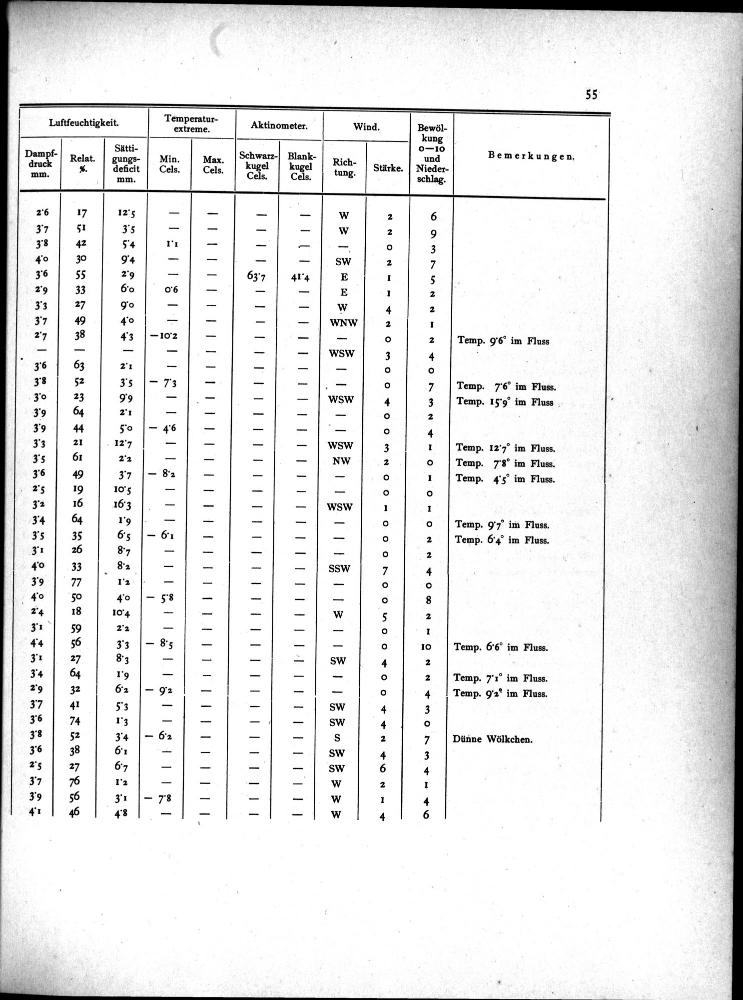 55
Luftfeuchtigkeit. Temperatur-extreme. Aktinometer. Wind. Bewöl-kung 0—10 und Nieder-schlag. Bemerkungen.
Dampf-druck mm. Relat. %. Sätti-gungs-deficit mm. Min. Cels. Max. Cels. Schwarz-kugel Cels. Blank-kugel Cels. Rich-tung. Stärke.
2·6 17 12·5 — — — — W 2 6
3·7 51 3·5 — — — — W 2 9
3·8 42 5·4 1·1 — — — — 0 3
4·0 30 9·4 — — — — SW 2 7
3·6 55 2·9 — — 63·7 41·4 E 1 5
2·9 33 6·0 0·6 — — — E 1 2
3·3 27 9·0 — — — — W 4 2
3·7 49 4·0 — — — — WNW 2 1
2·7 38 4·3 —10·2 — — — — 0 2 Temp. 9·6° im Fluss
— — — — — — — WSW 3 4
3·6 63 2·1 — — — — — 0 0
3·8 52 3·5 — 7·3 — — — — 0 7 Temp. 7·6° im Fluss.
3·0 23 9·9 — — — — WSW 4 3 Temp. 15·9° im Fluss
3·9 64 2·1 — — — — — 0 2
3·9 44 5·0 — 4·6 — — — — 0 4
3·3 21 12·7 — — — — WSW 3 1 Temp. 12·7° im Fluss.
3·5 61 2·2 — — — — NW 2 0 Temp. 7·8° im Fluss.
3·6 49 3·7 — 8·2 — — — — 0 1 Temp. 4·5° im Fluss.
2·5 19 10·5 — — — — — 0 0
3·2 16 16·3 — — — — WSW 1 1
3·4 64 1·9 — — — — — 0 0 Temp. 9·7° im Fluss.
3·5 35 6·5 — 6·1 — — — — 0 2 Temp. 6·4° im Fluss.
3·1 26 8·7 — — — — — 0 2
4·0 33 8·2 — — — — SSW 7 4
3·9 77 1·2 — — — — — 0 0
4·0 50 4·0 — 5·8 — — — — 0 8
2·4 18 10·4 — — — — W 5 2
3·1 59 2·2 — — — — — 0 1
4·4 56 3·3 — 8·5 — — — — 0 10 Temp. 6·6° im Fluss.
3·1 27 8·3 — — — — SW 4 2
3·4 64 1·9 — — — — — 0 2 Temp. 7·1° im Fluss.
2·9 32 6·2 — 9·2 — — — — 0 4 Temp. 9·2° im Fluss.
3·7 41 5·3 — — — — SW 4 3
3·6 74 1·3 — — — — SW 4 0
3·8 52 3·4 — 6·2 — — — S 2 7 Dünne Wölkchen.
3·6 38 6·1 — — — — SW 4 3
2·5 27 6·7 — — — — SW 6 4
3·7 76 1·2 — — — — W 2 1
3·9 56 3·1 — 7·8 — — — W 1 4
4·1 46 4·8 — — — — W 4 6